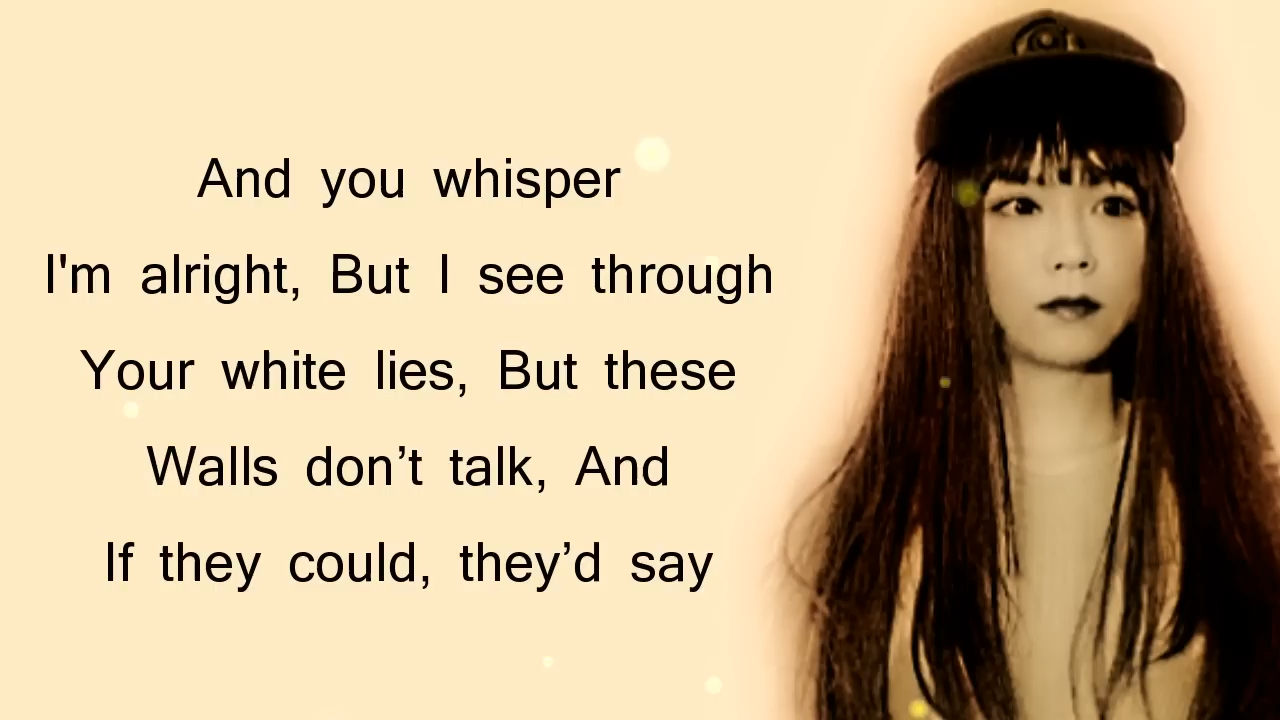 And you whisper
I'm alright, But I see through
Your white lies, But these
Walls don’t talk, And
If they could, they’d say